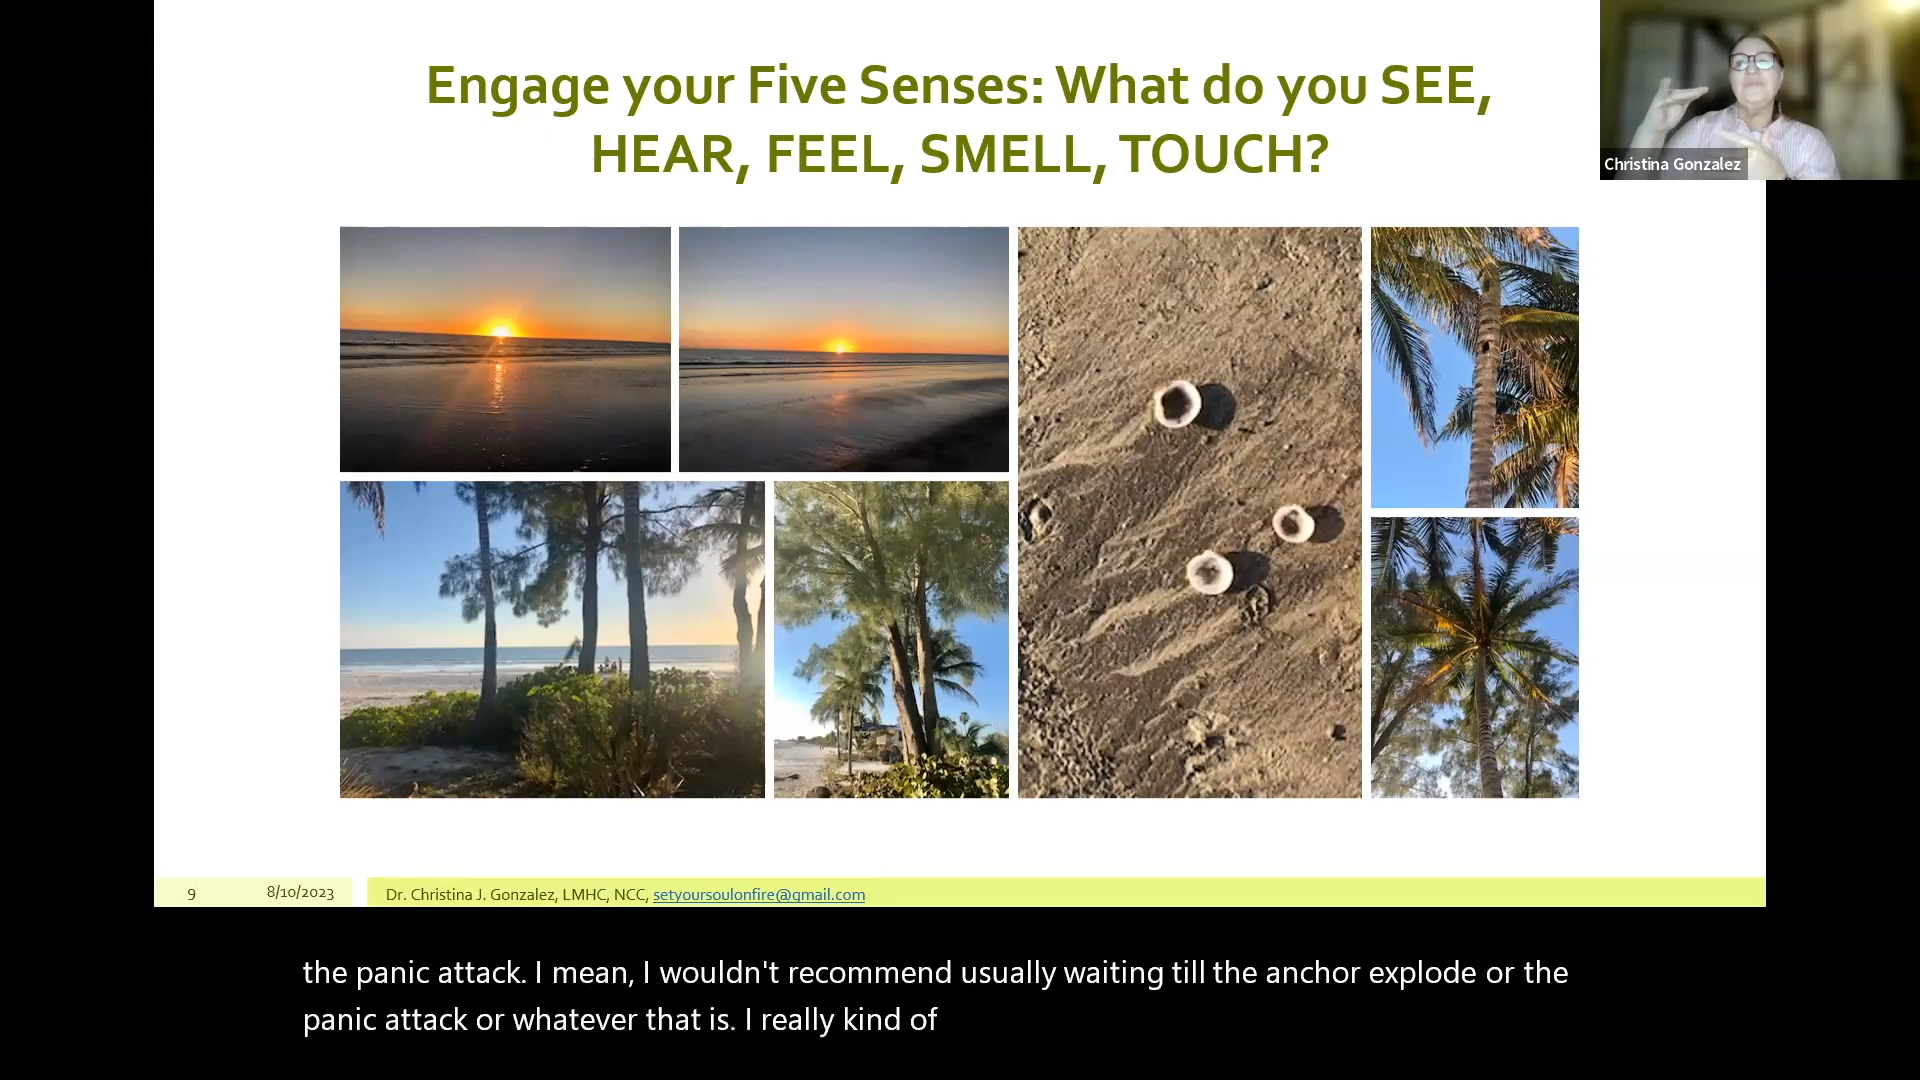 Engage your Five Senses: What do you SEE,
HEAR, FEEL, SMELL, TOUCH?
Christina Gonzalez
9
8/10/2023
Dr. Christina J. Gonzalez, LMHC, NCC, setyoursoulonfire@gmail.com
the panic attack. I mean, I wouldn't recommend usually waiting till the anchor explode or the
panic attack or whatever that is. I really kind of